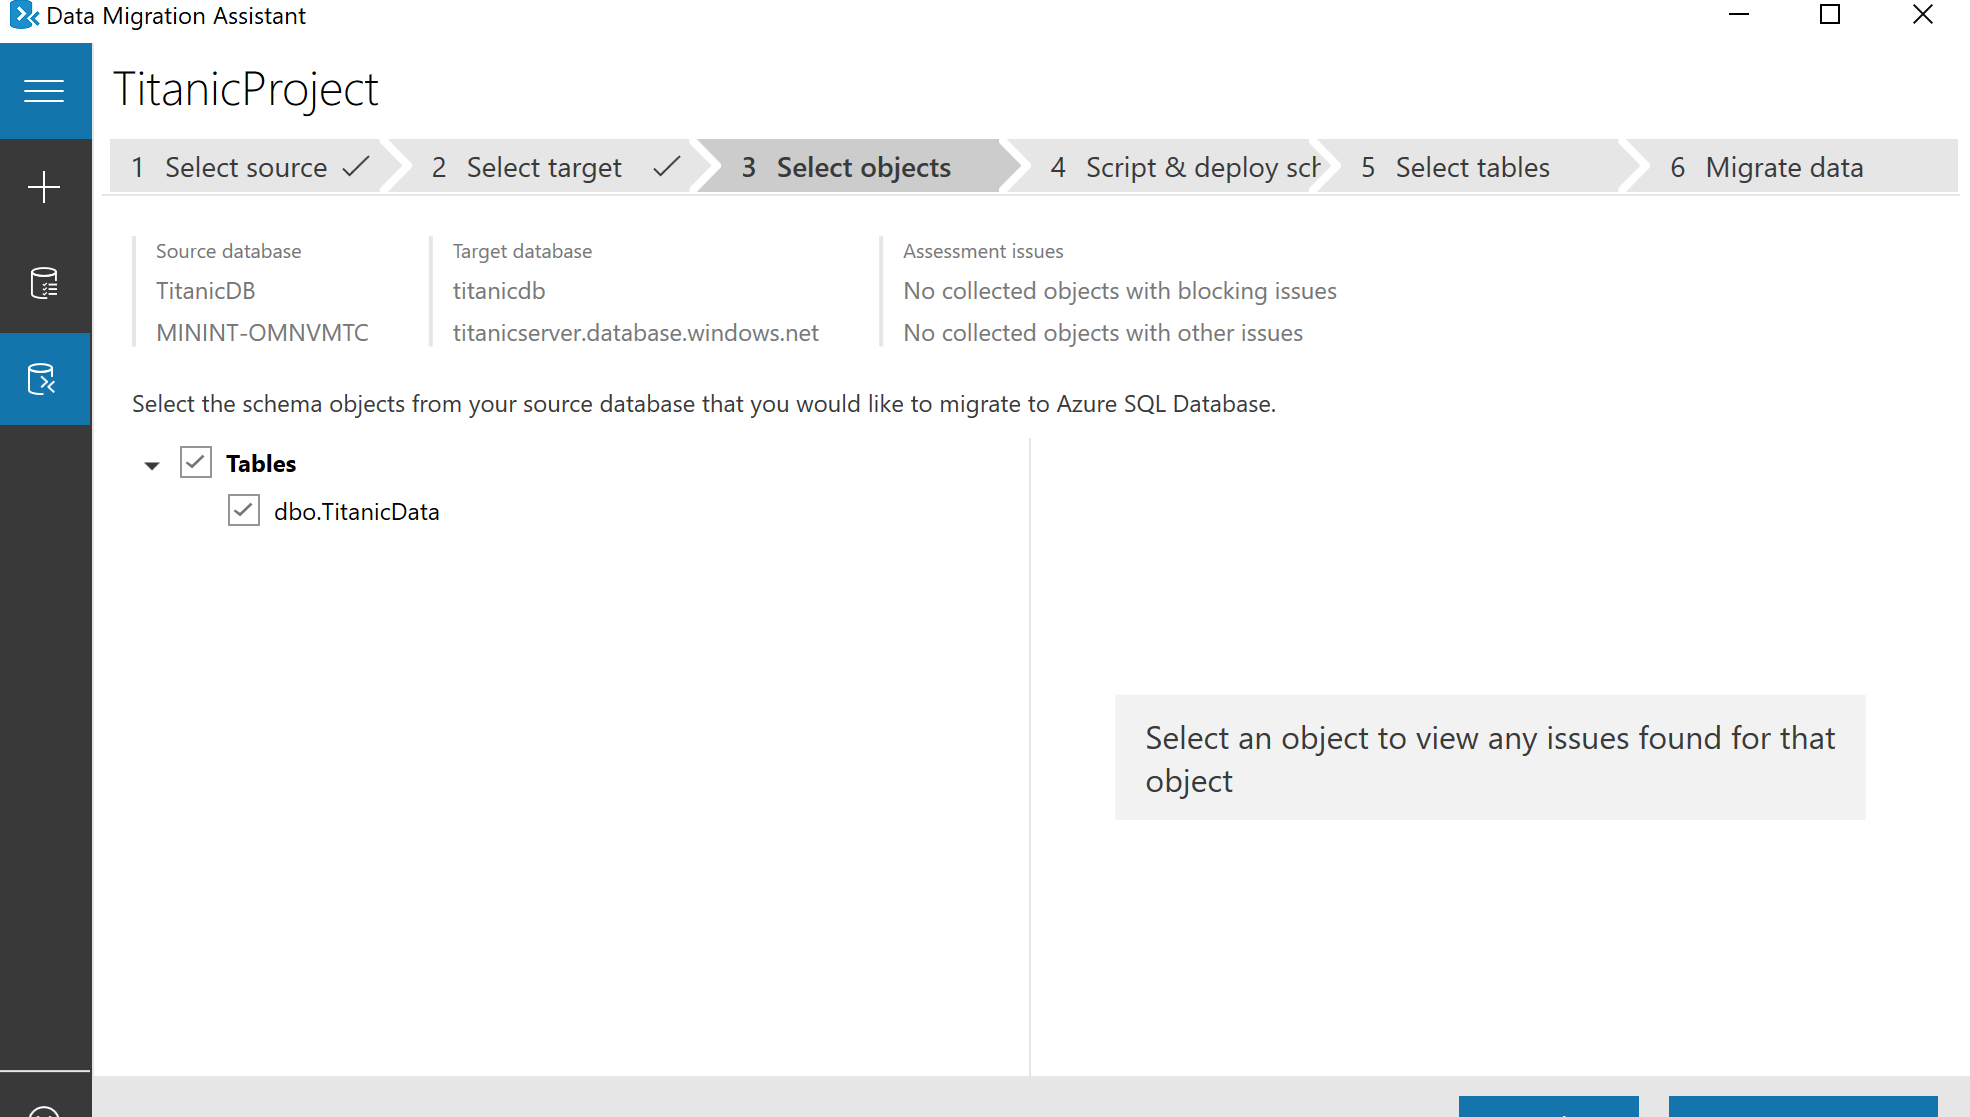 Data Migration Assistant
TitanicProject
1 Select source
2 Select target
3 Select objects
4 Script & deploy sch
5 Select tables
6 Migrate data
Source database
TitanicDB
MININT-OMNVMTC
Target database
titanicdb
titanicserver.database.windows.net
Assessment issues
No collected objects with blocking issues
No collected objects with other issues
Select the schema objects from your source database that you would like to migrate to Azure SQL Database.
Tables
dbo.TitanicData
Select an object to view any issues found for that
object